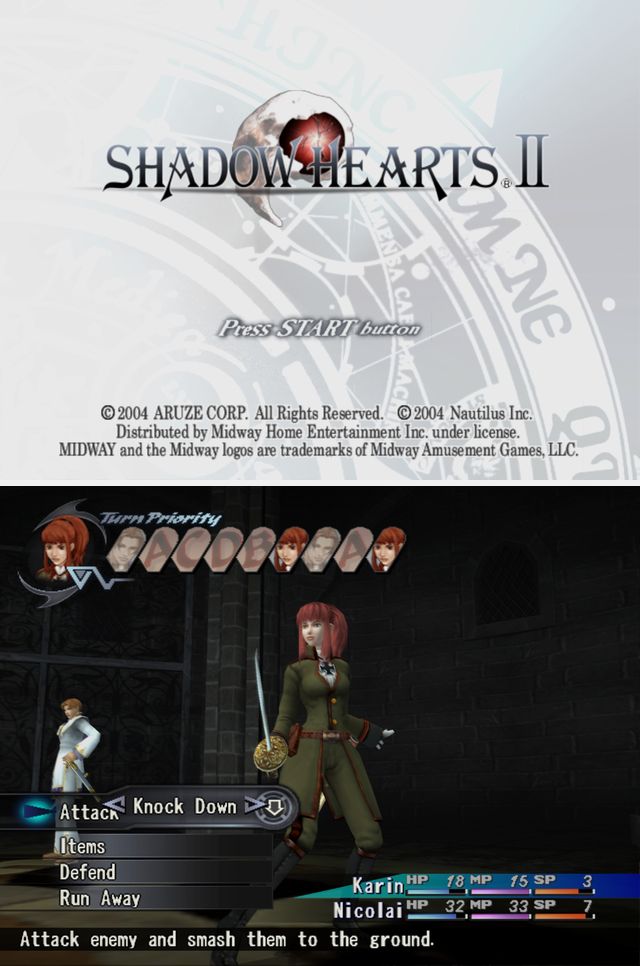 SHADOW HEARTS® II
Press START button
© 2004 ARUZE CORP. All Rights Reserved. © 2004 Nautilus Inc.
Distributed by Midway Home Entertainment Inc. under license.
MIDWAY and the Midway logos are trademarks of Midway Amusement Games, LLC.
Turn Priority
A C D B A
Attack Knock Down
Items
Defend
Run Away
Karin HP 18 MP 15 SP 3
Nicolai HP 32 MP 33 SP 7
Attack enemy and smash them to the ground.